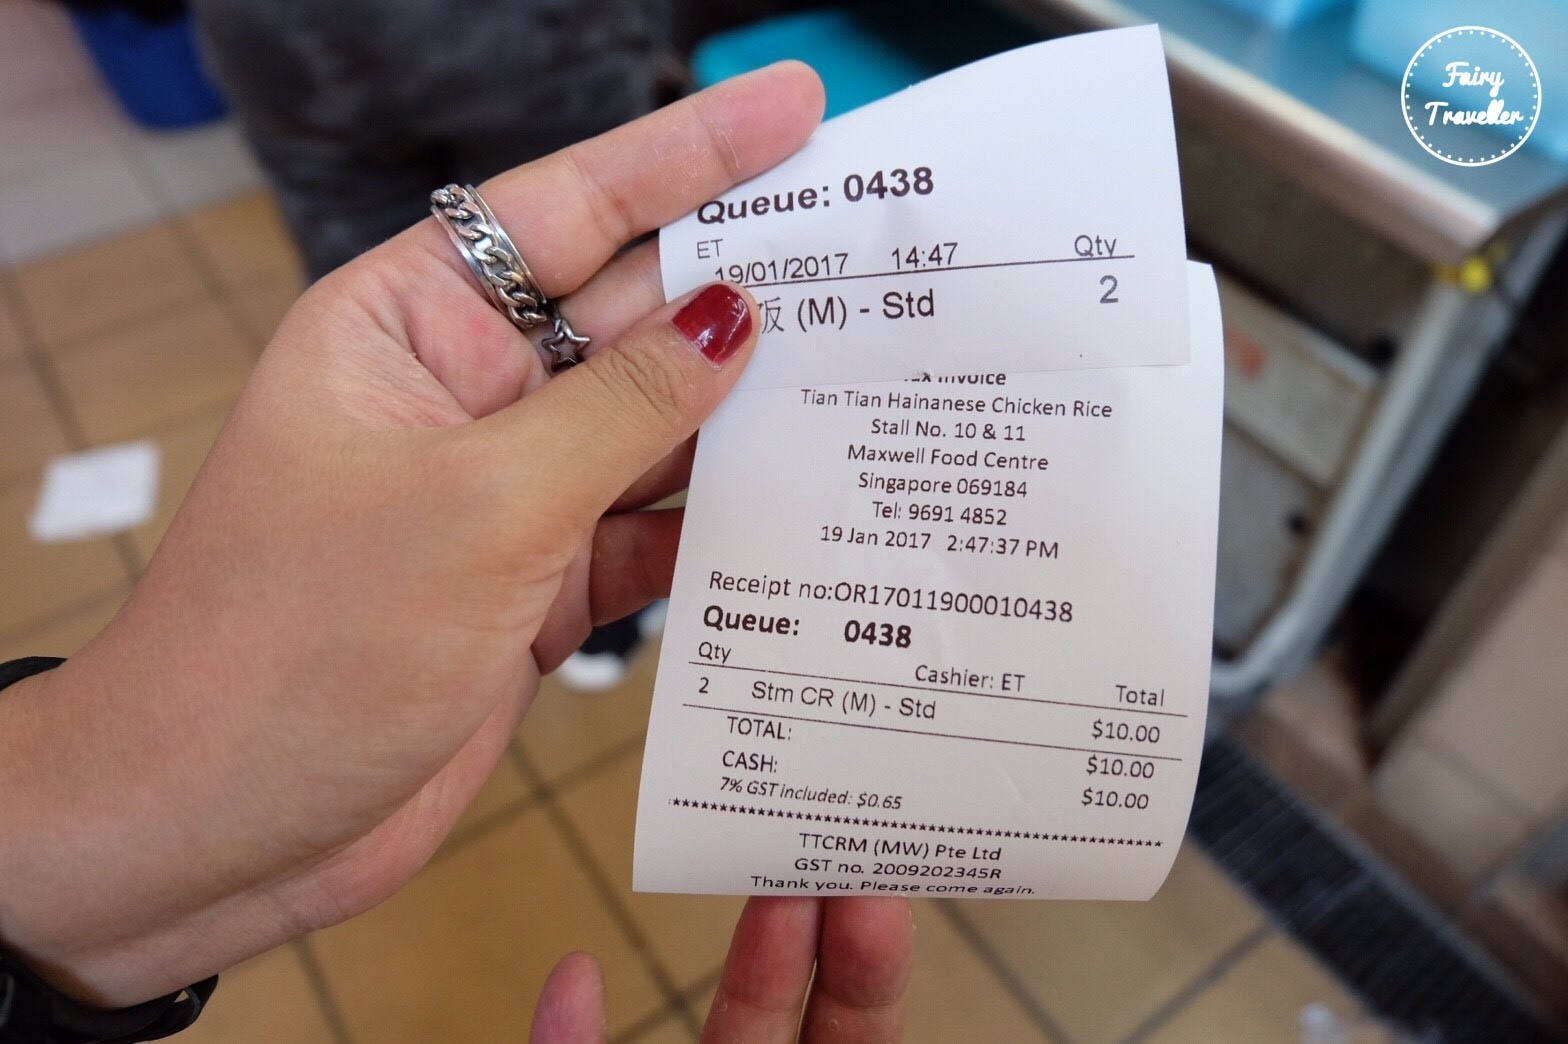 Fairy
Traveller
Queue: 0438
ET
19/01/2017 14:47 Qty
饭 (M) - Std 2
Tax Invoice
Tian Tian Hainanese Chicken Rice
Stall No. 10 & 11
Maxwell Food Centre
Singapore 069184
Tel: 9691 4852
19 Jan 2017 2:47:37 PM
Receipt no:OR17011900010438
Queue: 0438
Qty Cashier: ET Total
2 Stm CR (M) - Std $10.00
TOTAL: $10.00
CASH: $10.00
7% GST included: $0.65
TTCRM (MW) Pte Ltd
GST no. 2009202345R
Thank you. Please come again.